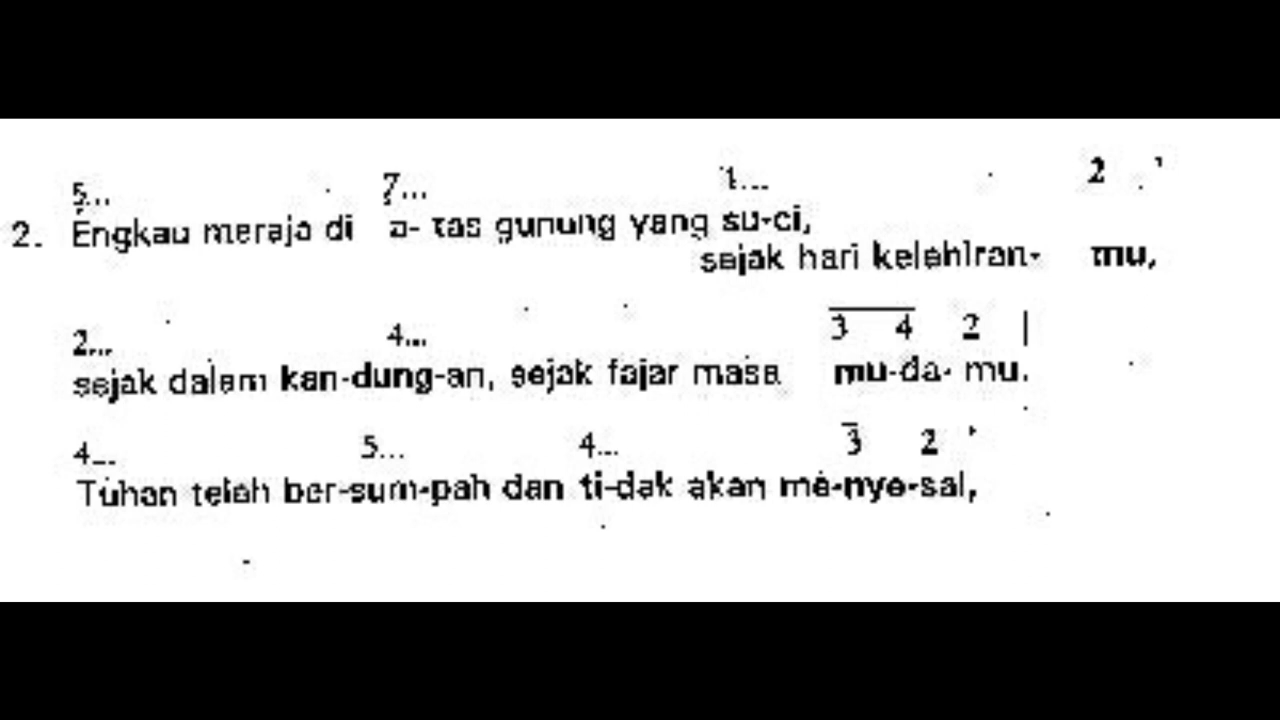 5... 7... 1... 2
2. Engkau meraja di a- tas gunung yang su-ci,
sejak hari kelahiran- mu,
2... 4... 3 4 2 |
sejak dalam kan-dung-an, sejak fajar masa mu-da- mu.
4... 5... 4... 3 2
Tuhan telah ber-sum-pah dan ti-dak akan me-nye-sal,